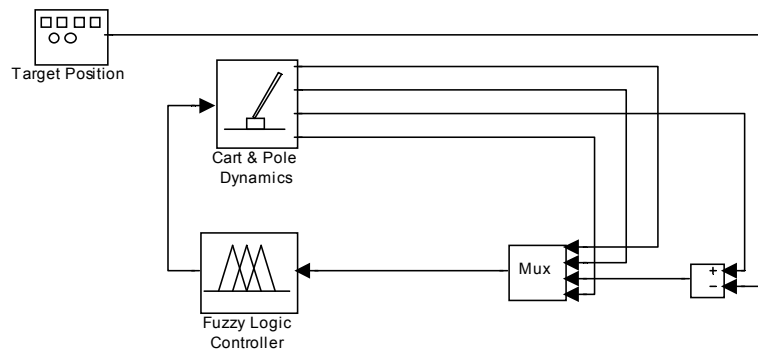 Target Position
Cart & Pole
Dynamics
Mux
+
−
Fuzzy Logic
Controller